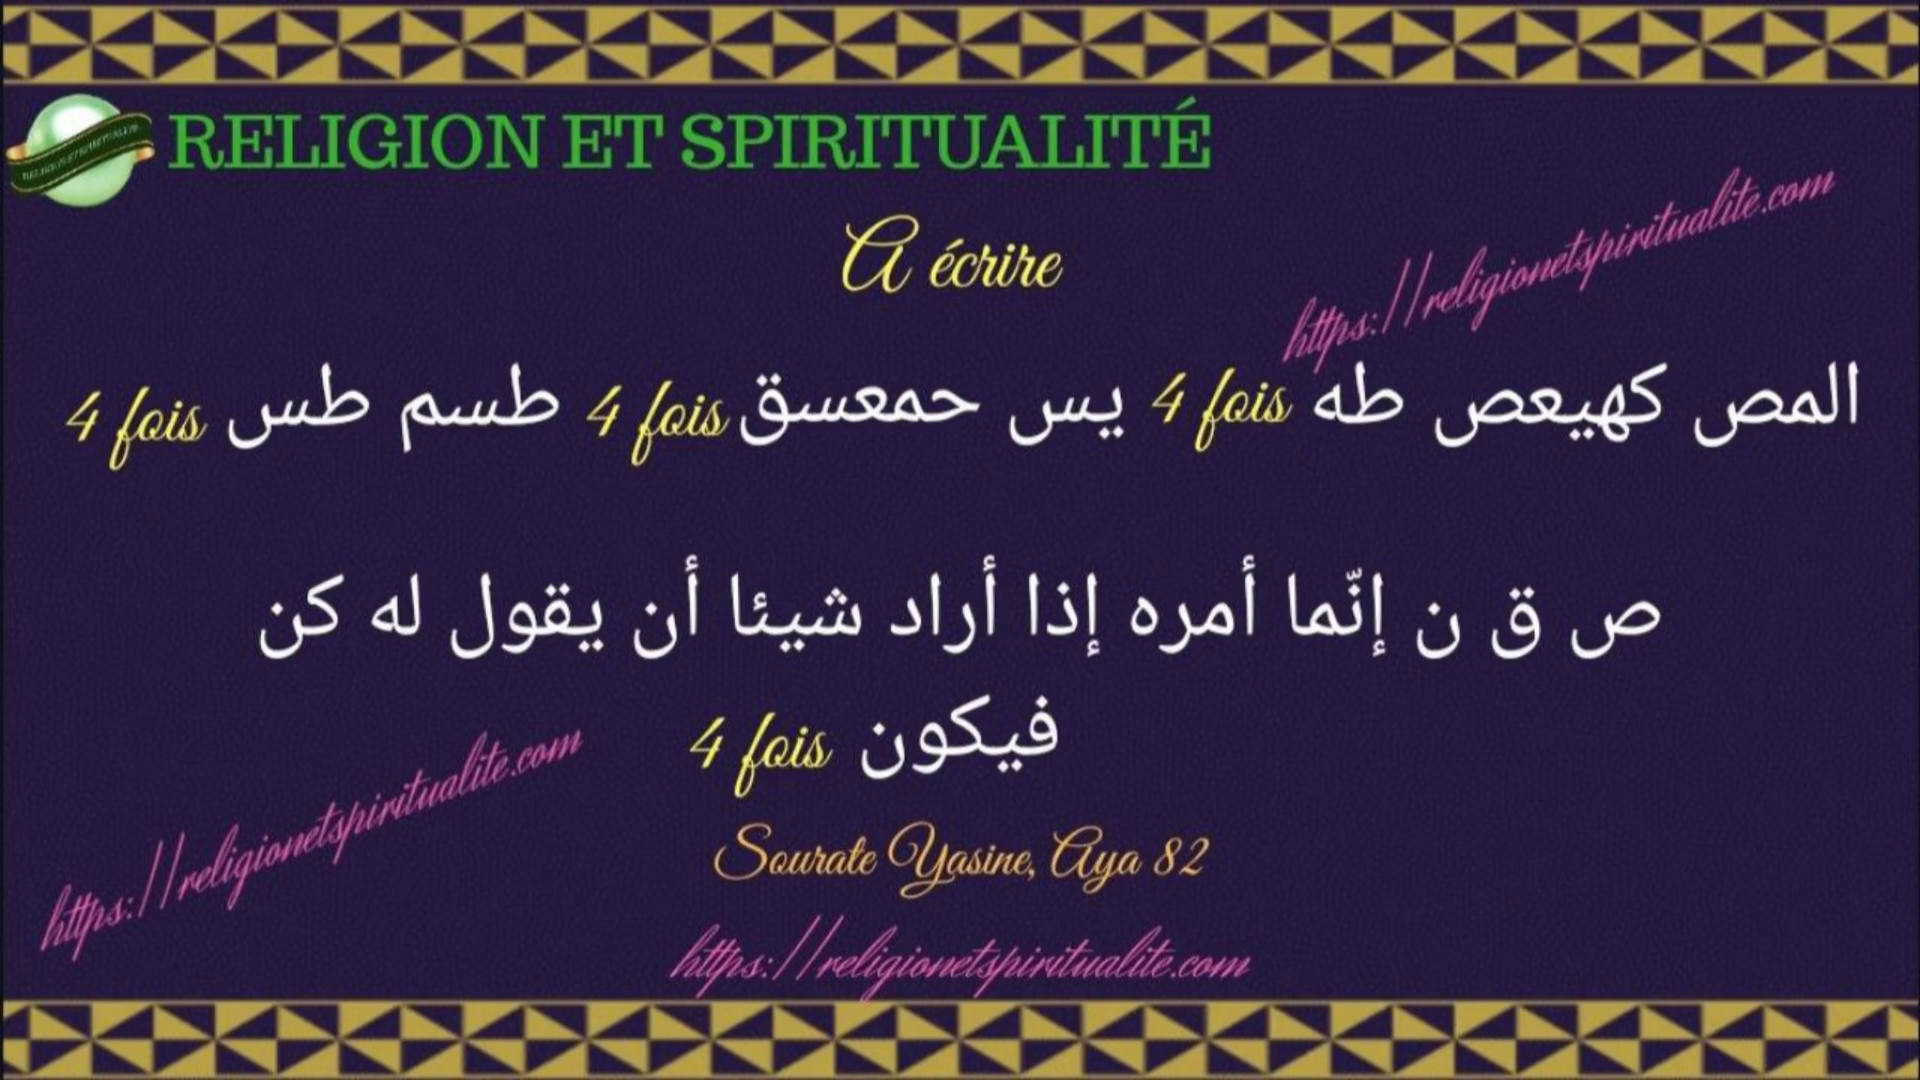 RELIGION ET SPIRITUALITÉ
A écrire
https://religionetspiritualite.com
المص كهيعص طه 4 fois يس حمعسق 4 fois طسم طس 4 fois
ص ق ن إنّما أمره إذا أراد شيئا أن يقول له كن
فيكون 4 fois
https://religionetspiritualite.com
Sourate Yasine, Aya 82
https://religionetspiritualite.com